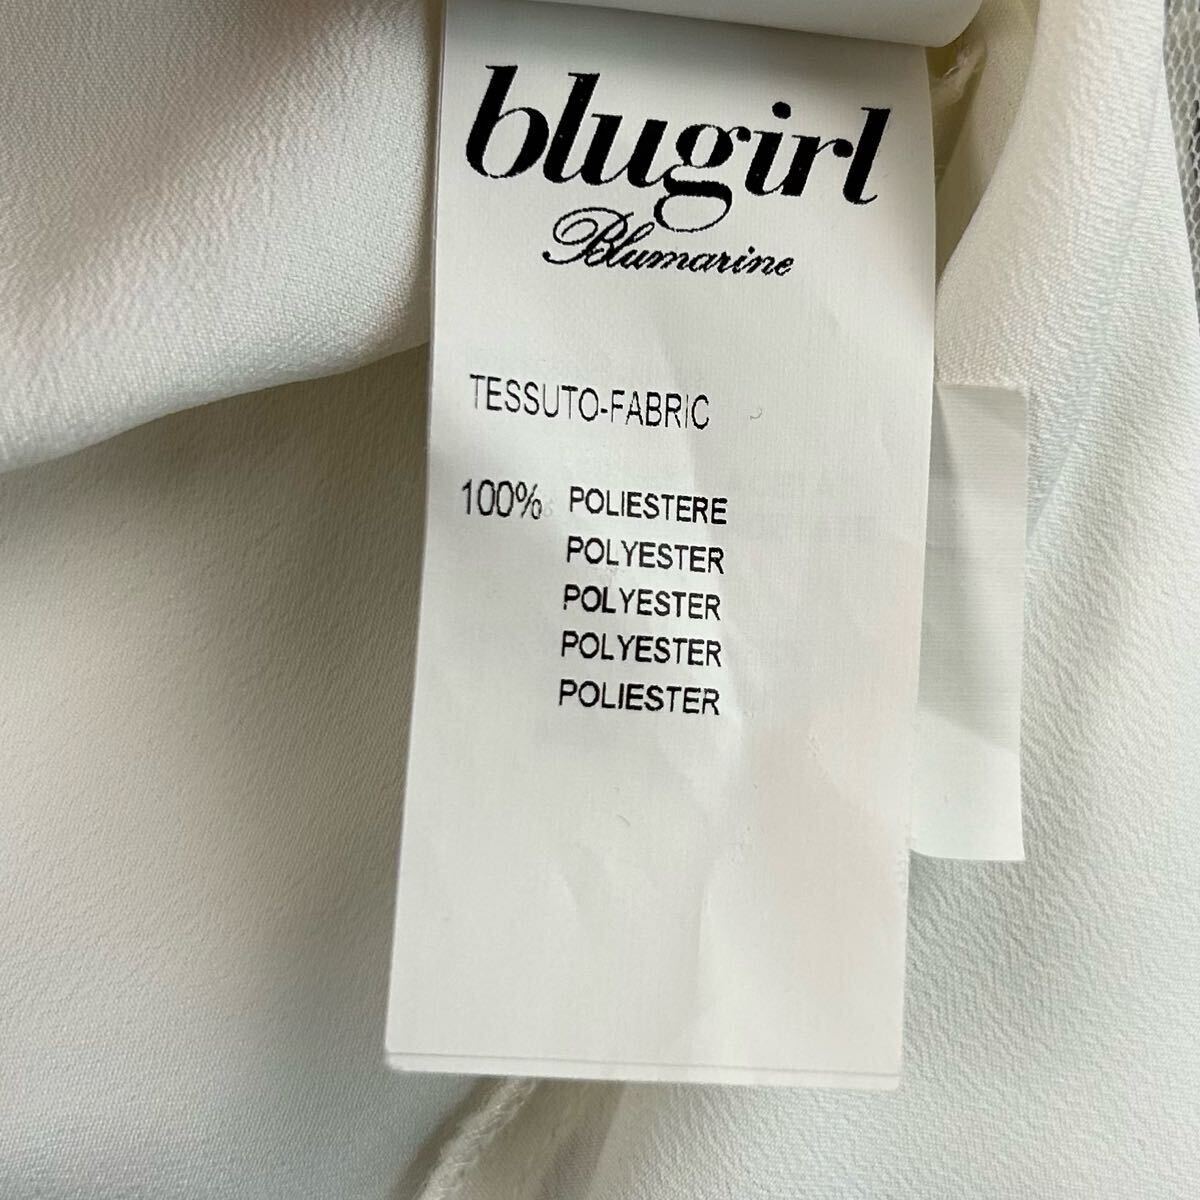 blugirl
Blumarine
TESSUTO-FABRIC
100% POLIESTERE
POLYESTER
POLYESTER
POLYESTER
POLIESTER